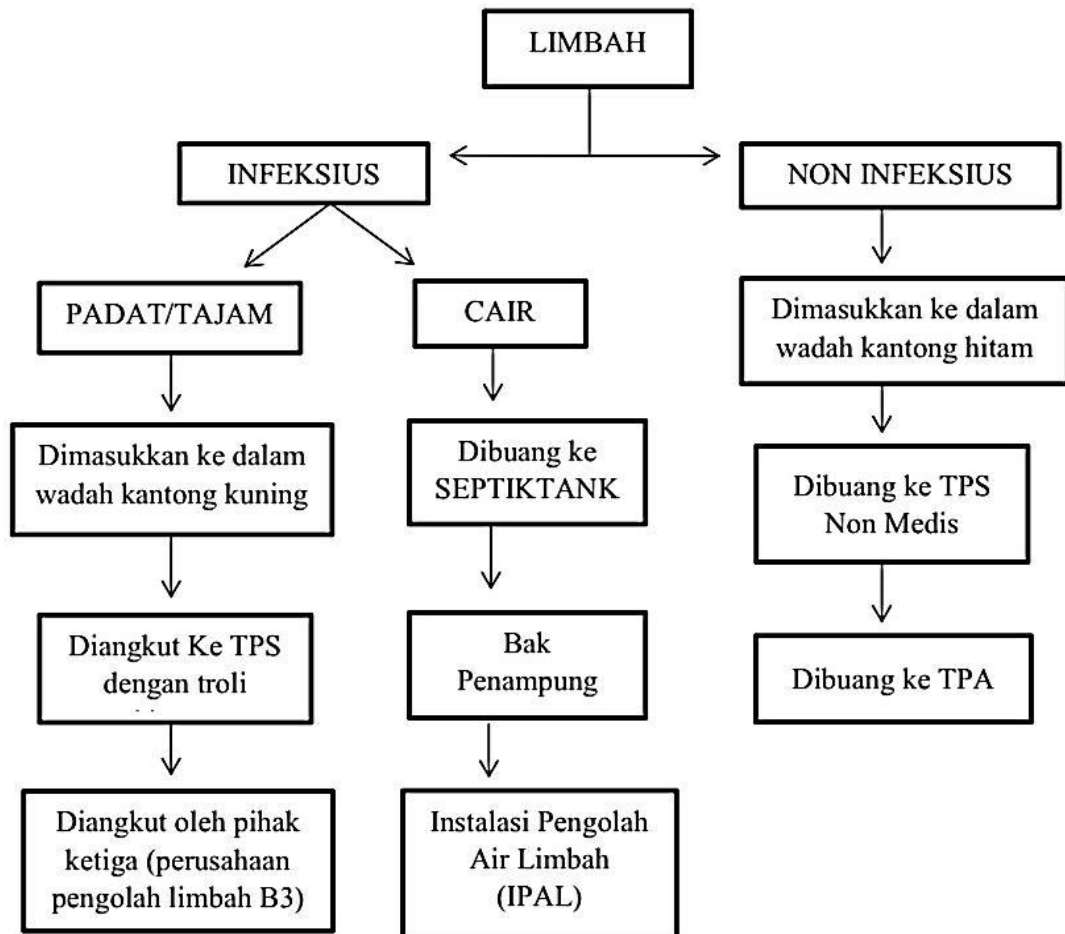 LIMBAH
INFEKSIUS
NON INFEKSIUS
PADAT/TAJAM
CAIR
Dimasukkan ke dalam
wadah kantong hitam
Dimasukkan ke dalam
wadah kantong kuning
Dibuang ke
SEPTIKTANK
Dibuang ke TPS
Non Medis
Diangkut Ke TPS
dengan troli
Bak
Penampung
Dibuang ke TPA
Diangkut oleh pihak
ketiga (perusahaan
pengolah limbah B3)
Instalasi Pengolah
Air Limbah
(IPAL)